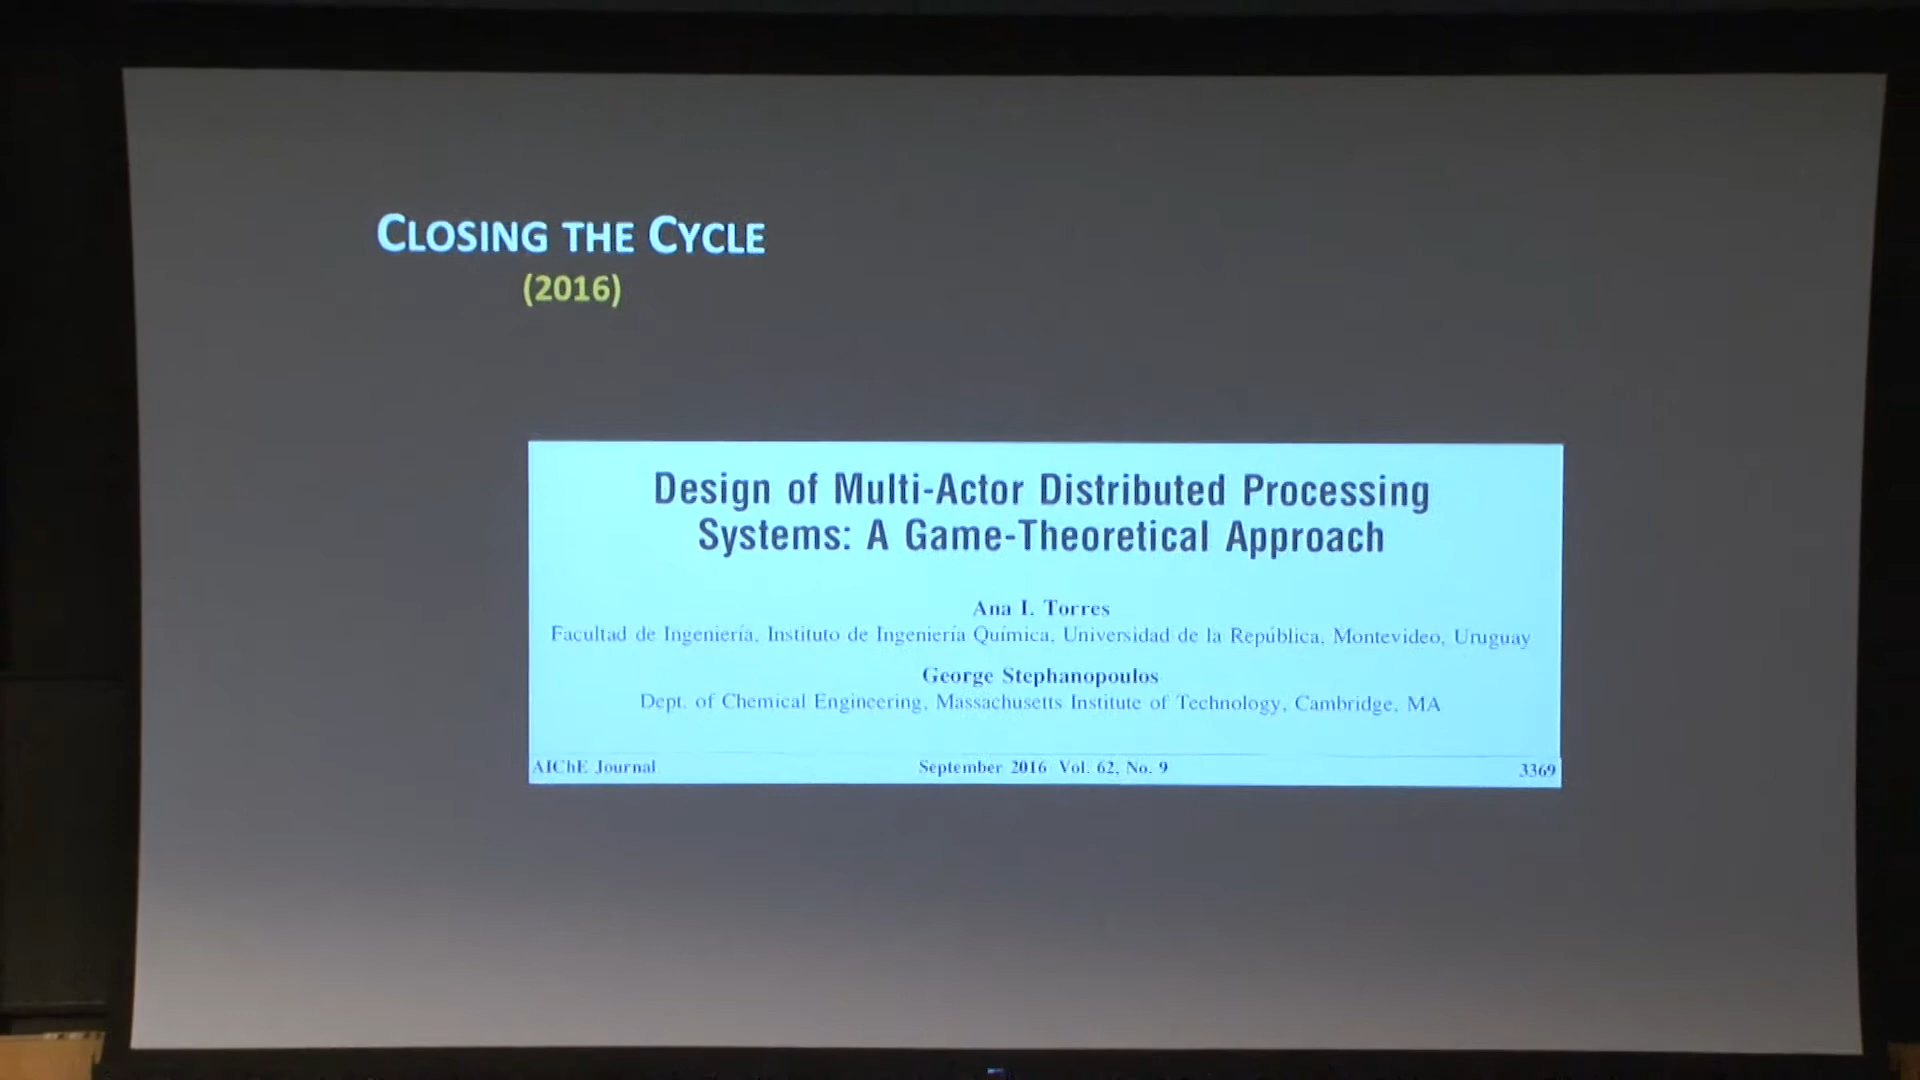 CLOSING THE CYCLE
(2016)
Design of Multi-Actor Distributed Processing
Systems: A Game-Theoretical Approach
Ana I. Torres
Facultad de Ingeniería, Instituto de Ingeniería Química, Universidad de la República, Montevideo, Uruguay
George Stephanopoulos
Dept. of Chemical Engineering, Massachusetts Institute of Technology, Cambridge, MA
AIChE Journal September 2016 Vol. 62, No. 9 3369